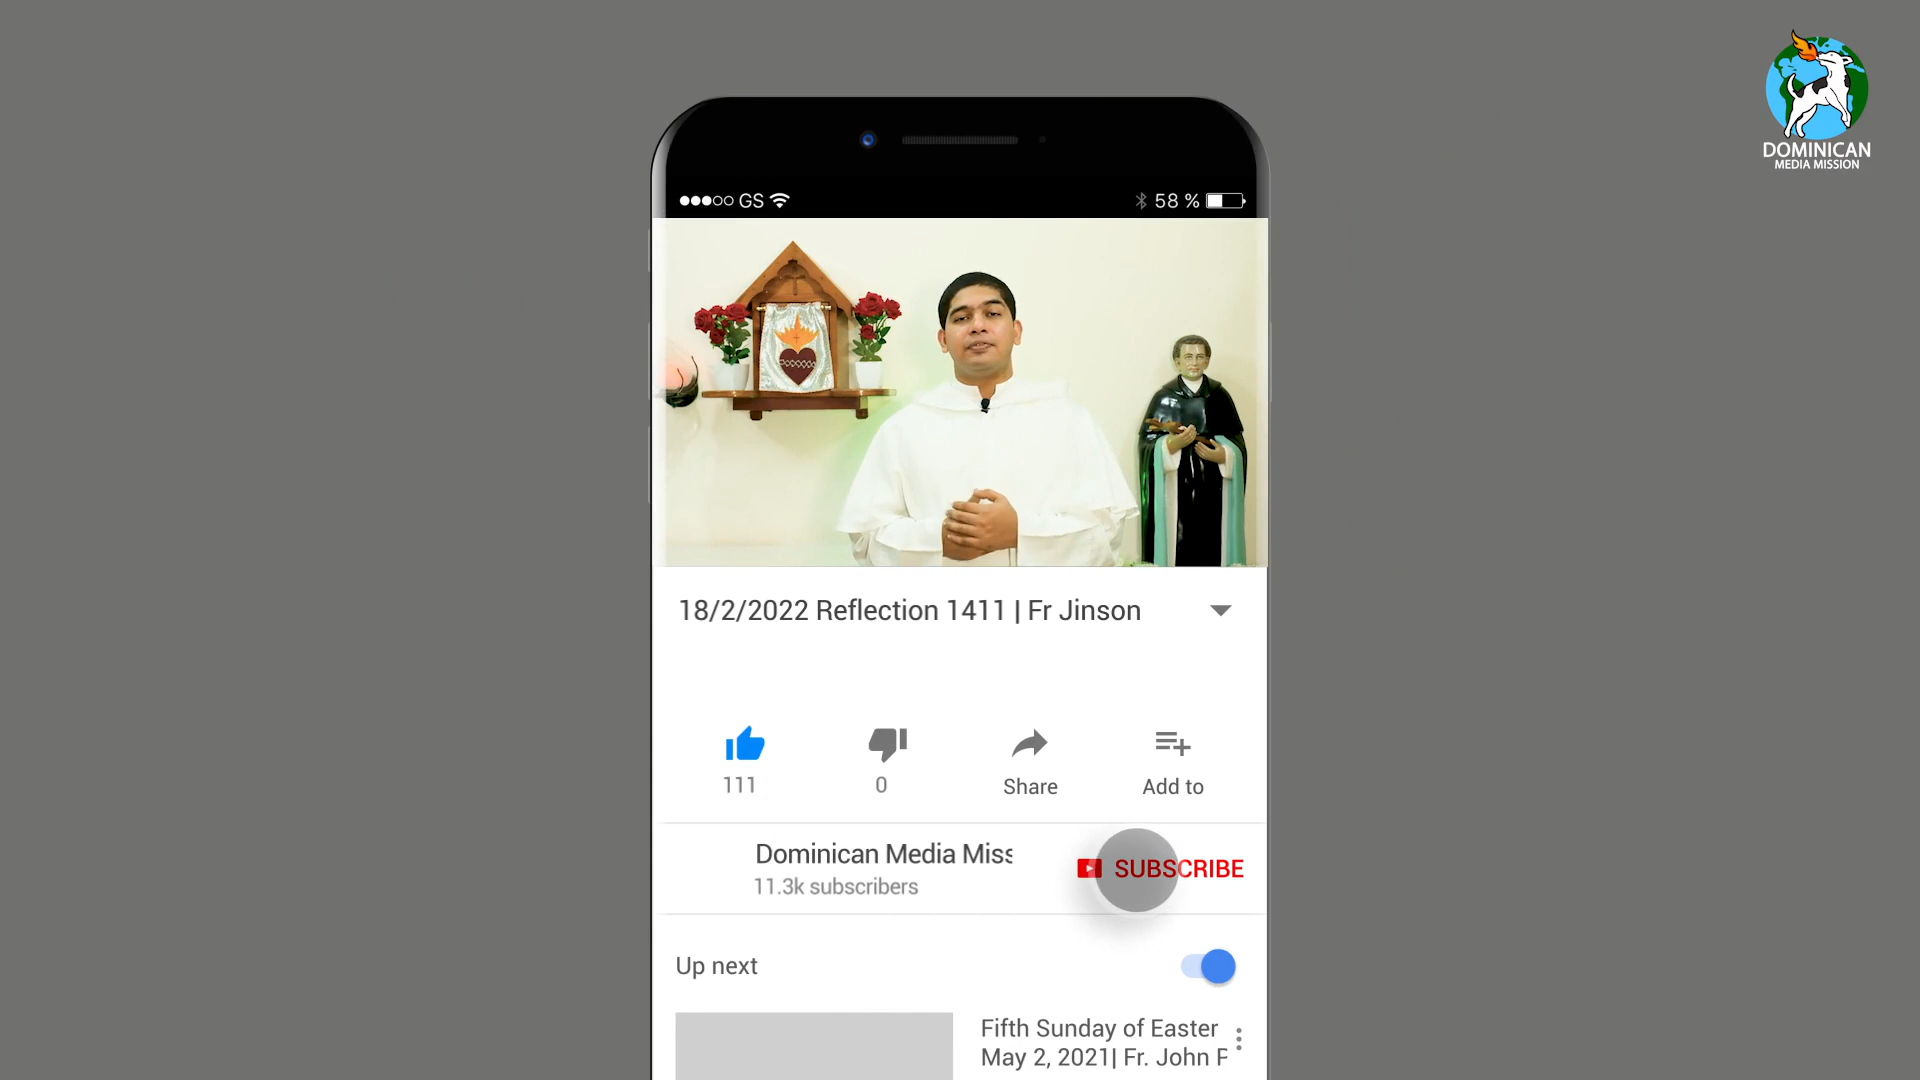 DOMINICAN
MEDIA MISSION
GS
58 %
18/2/2022 Reflection 1411 | Fr Jinson
111
0
Share
Add to
Dominican Media Miss
11.3k subscribers
SUBSCRIBE
Up next
Fifth Sunday of Easter
May 2, 2021| Fr. John